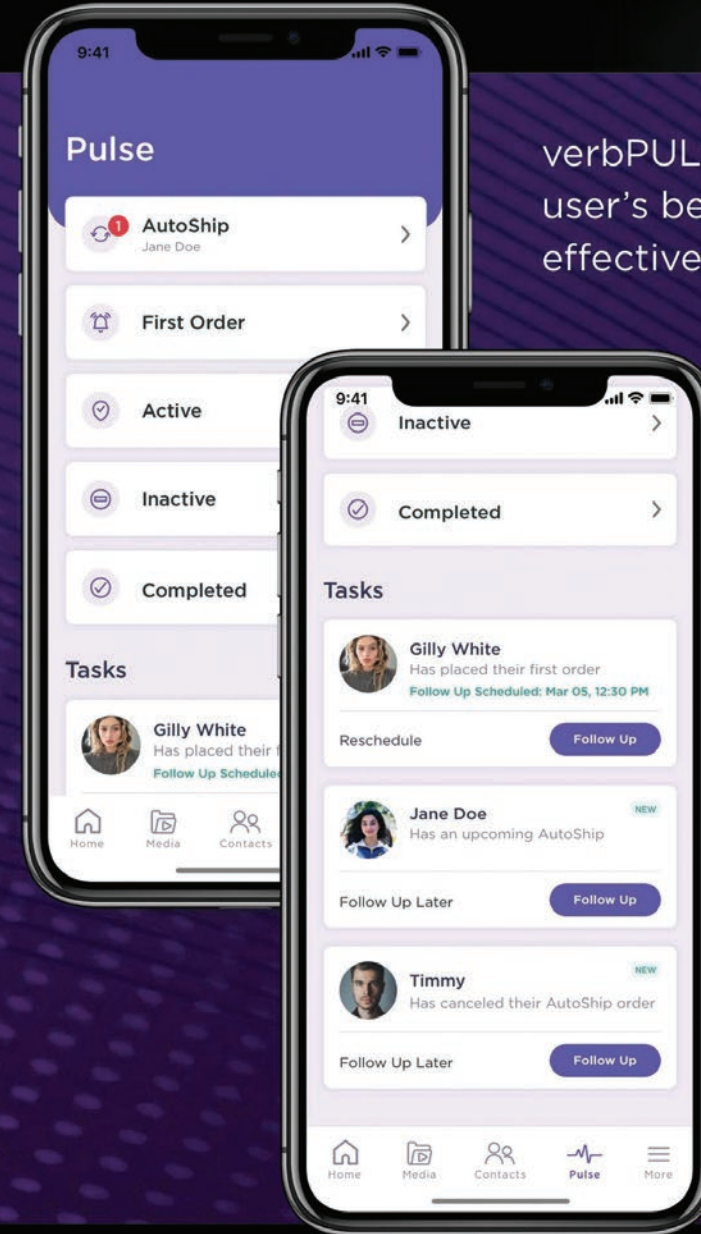 9:41
Pulse
1
AutoShip
Jane Doe
First Order
Active
Inactive
Completed
Tasks
Gilly White
Has placed their
Follow Up
Home
Media
Contacts
user's
effective
9:41
Inactive
Completed
Tasks
Gilly White
Has placed their first order
Follow Up Scheduled: Mar 05, 12:30 PM
Reschedule
Follow Up
Jane Doe
NEW
Has an upcoming AutoShip
Follow Up Later
Follow Up
Timmy
NEW
Has canceled their AutoShip order
Follow Up Later
Follow Up
Home
Media
Contacts
Pulse
More